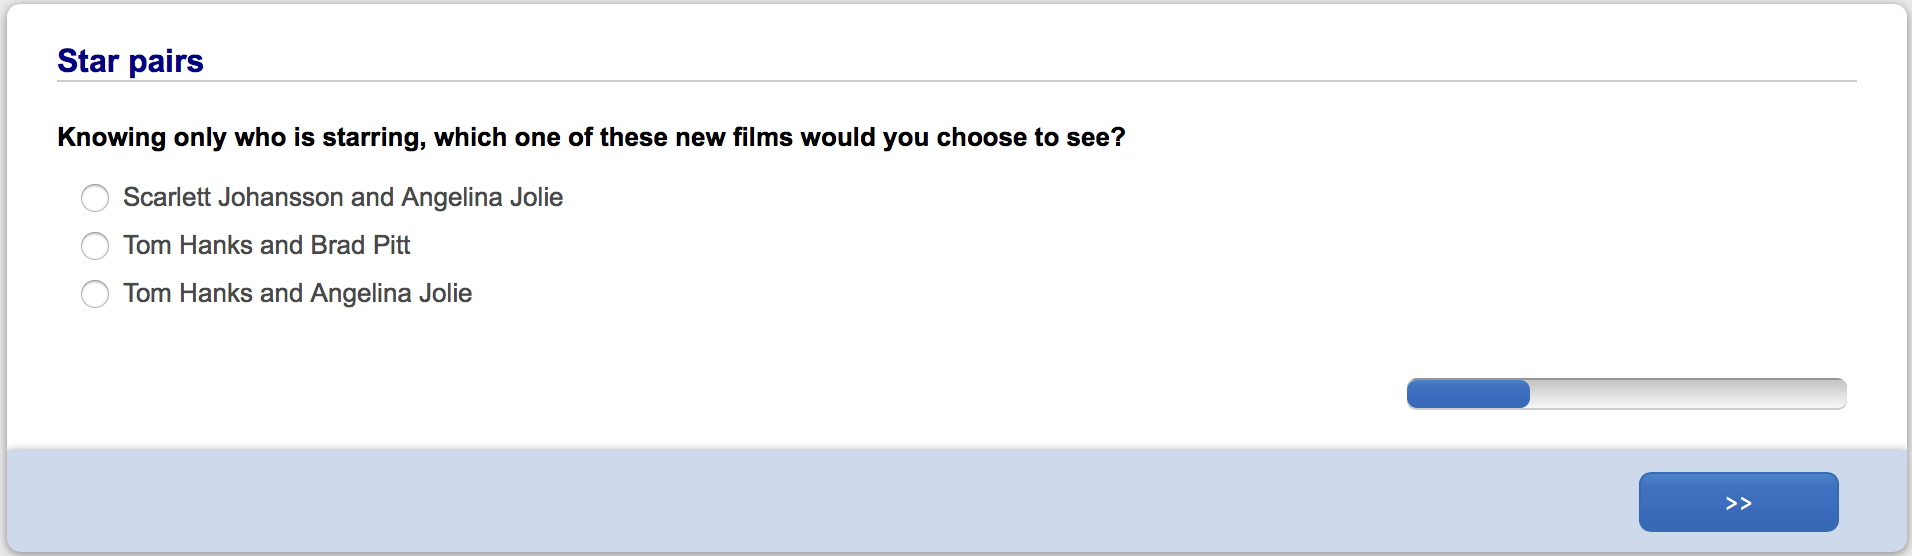 Star pairs
Knowing only who is starring, which one of these new films would you choose to see?
Scarlett Johansson and Angelina Jolie
Tom Hanks and Brad Pitt
Tom Hanks and Angelina Jolie
>>